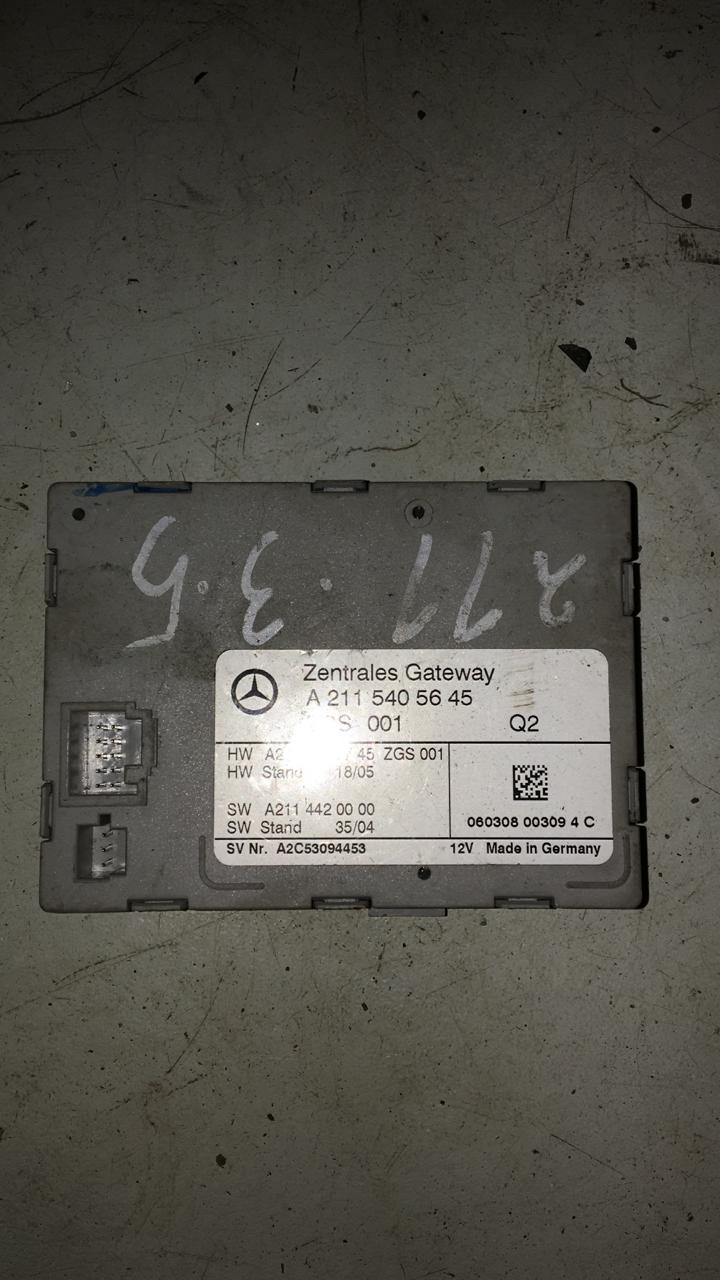 211 3.5
Zentrales Gateway
A 211 540 56 45
001 Q2
HW 45 ZGS 001
HW Stand 18/05
SW A211 442 00 00
SW Stand 35/04
060308 00309 4 C
SV Nr. A2C53094453 12V Made in Germany